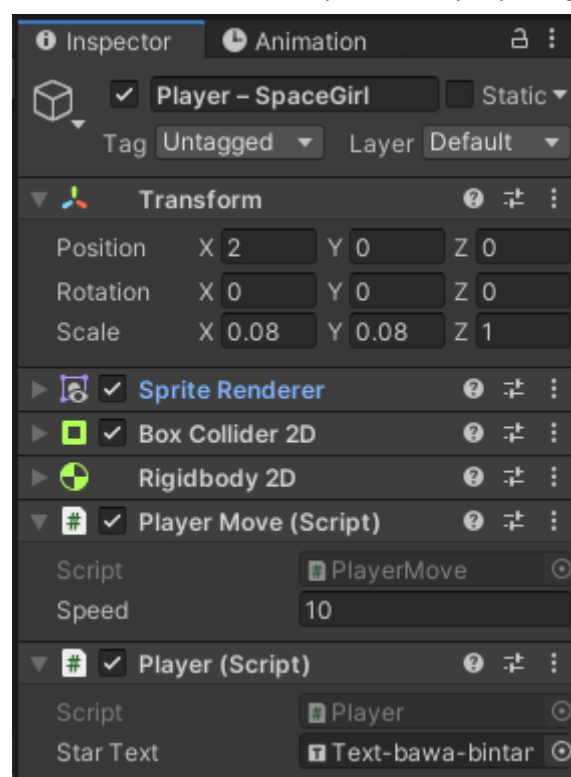 Inspector Animation
Player – SpaceGirl Static
Tag Untagged Layer Default
Transform
Position X 2 Y 0 Z 0
Rotation X 0 Y 0 Z 0
Scale X 0.08 Y 0.08 Z 1
Sprite Renderer
Box Collider 2D
Rigidbody 2D
# Player Move (Script)
Script # PlayerMove
Speed 10
# Player (Script)
Script # Player
Star Text T Text-bawa-bintar